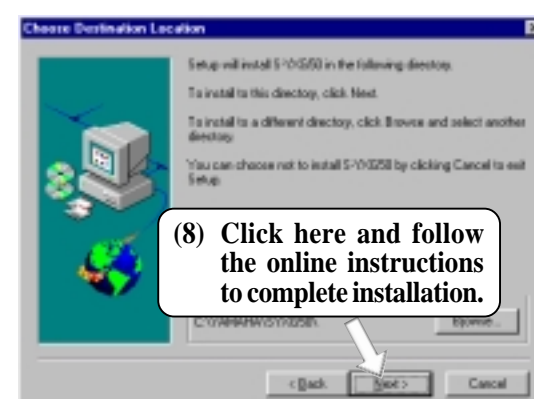 Choose Destination Location
Setup will install S-YXG50 in the following directory.
To install to this directory, click Next.
To install to a different directory, click Browse and select another
directory.
You can choose not to install S-YXG50 by clicking Cancel to exit
Setup.
(8) Click here and follow
the online instructions
to complete installation.
C:\YAMAHA\SYXG50\
Browse...
< Back
Next >
Cancel